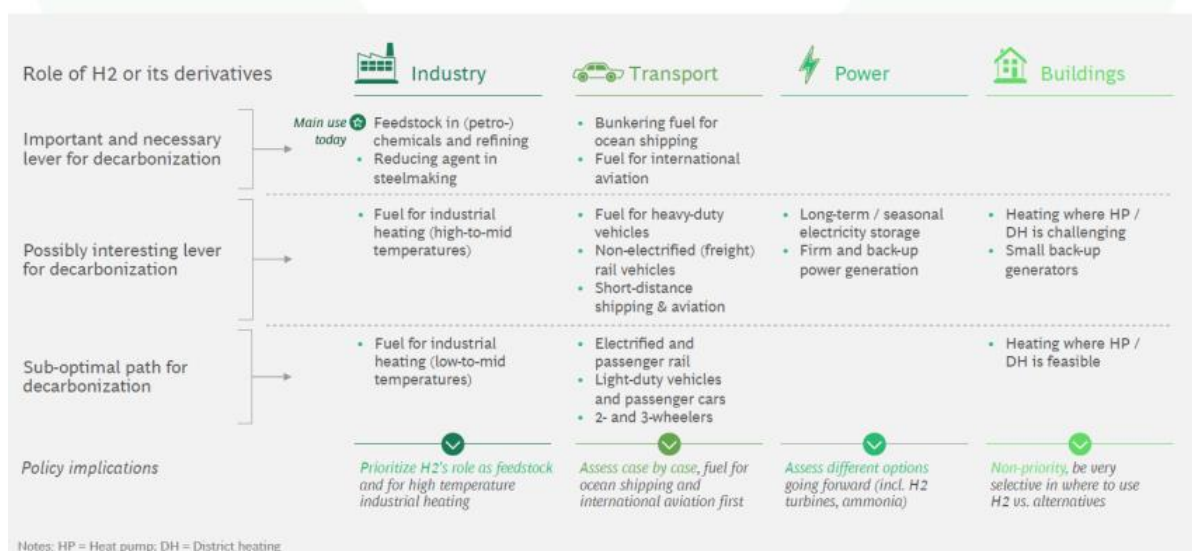 Role of H2 or its derivatives
Industry
Transport
Power
Buildings
Important and necessary
lever for decarbonization
Main use
today
Feedstock in (petro-)
chemicals and refining
• Reducing agent in
steelmaking
• Bunkering fuel for
ocean shipping
• Fuel for international
aviation
Possibly interesting lever
for decarbonization
• Fuel for industrial
heating (high-to-mid
temperatures)
• Fuel for heavy-duty
vehicles
• Non-electrified (freight)
rail vehicles
• Short-distance
shipping & aviation
• Long-term / seasonal
electricity storage
• Firm and back-up
power generation
• Heating where HP /
DH is challenging
• Small back-up
generators
Sub-optimal path for
decarbonization
• Fuel for industrial
heating (low-to-mid
temperatures)
• Electrified and
passenger rail
• Light-duty vehicles
and passenger cars
• 2- and 3-wheelers
• Heating where HP /
DH is feasible
Policy implications
Prioritize H2's role as feedstock
and for high temperature
industrial heating
Assess case by case, fuel for
ocean shipping and
international aviation first
Assess different options
going forward (incl. H2
turbines, ammonia)
Non-priority, be very
selective in where to use
H2 vs. alternatives
Notes: HP = Heat pump; DH = District heating